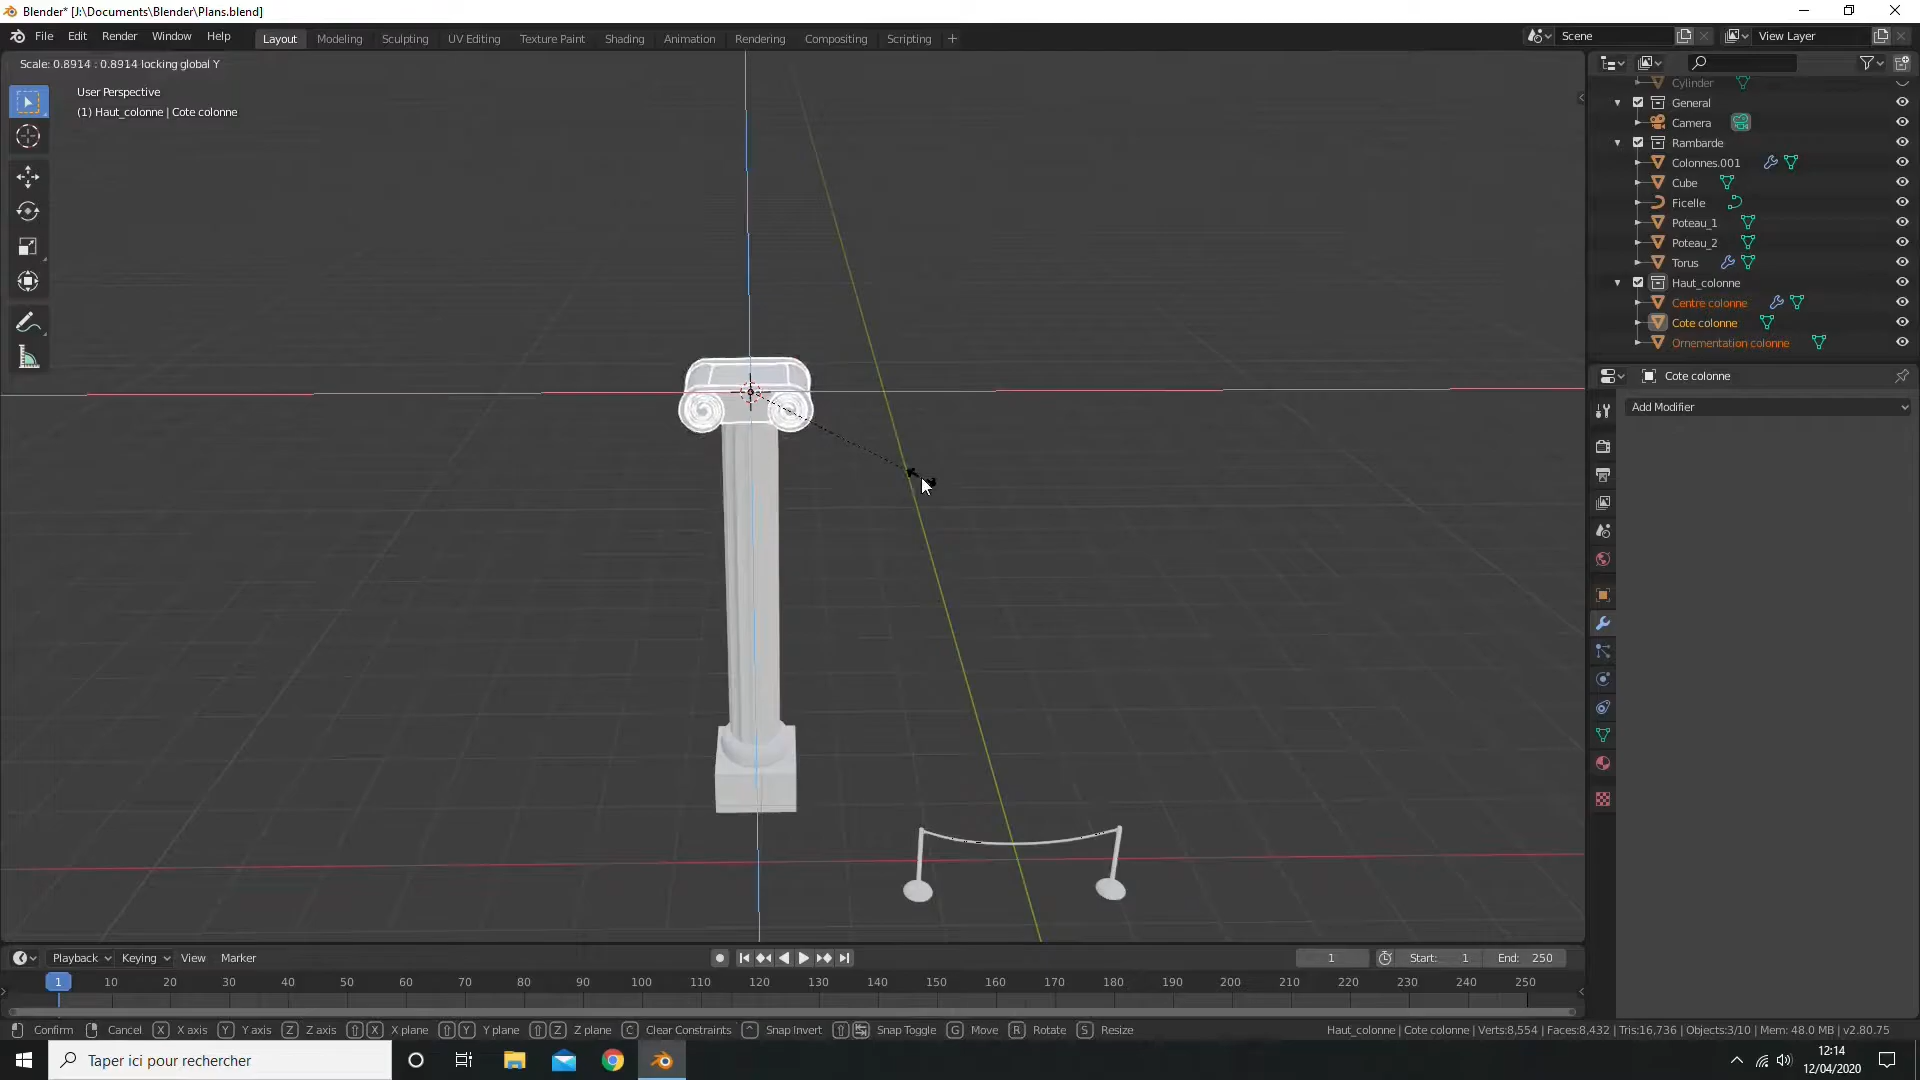 Blender* [J:\Documents\Blender\Plans.blend]
File Edit Render Window Help Layout Modeling Sculpting UV Editing Texture Paint Shading Animation Rendering Compositing Scripting + Scene View Layer
Scale: 0.8914 : 0.8914 locking global Y
User Perspective
(1) Haut_colonne | Cote colonne
Cylinder
General
Camera
Rambarde
Colonnes.001
Cube
Ficelle
Poteau_1
Poteau_2
Torus
Haut_colonne
Centre colonne
Cote colonne
Ornementation colonne
Cote colonne
Add Modifier
Playback Keying View Marker 1 Start: 1 End: 250
1 10 20 30 40 50 60 70 80 90 100 110 120 130 140 150 160 170 180 190 200 210 220 230 240 250
Confirm Cancel X X axis Y Y axis Z Z axis X X plane Y Y plane Z Z plane C Clear Constraints ^ Snap Invert Snap Toggle G Move R Rotate S Resize Haut_colonne | Cote colonne | Verts:8,554 | Faces:8,432 | Tris:16,736 | Objects:3/10 | Mem: 48.0 MB | v2.80.75
Taper ici pour rechercher
12:14
12/04/2020